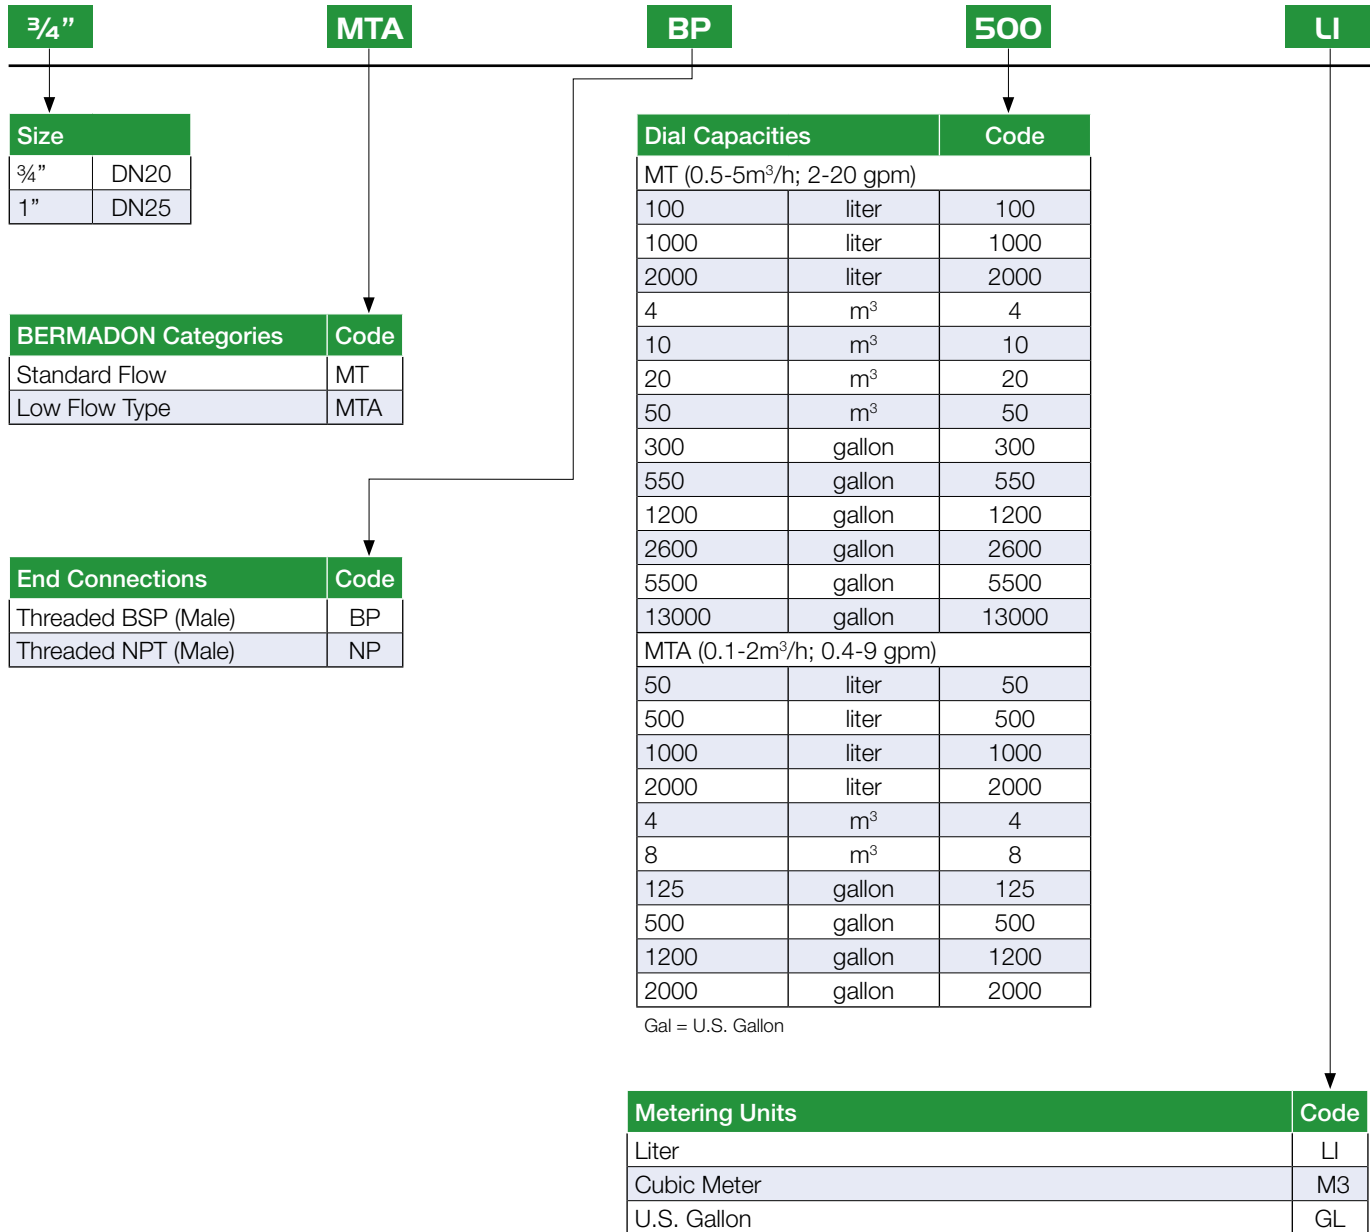 ¾” MTA BP 500 LI
Size
¾” DN20
1” DN25
BERMADON Categories Code
Standard Flow MT
Low Flow Type MTA
End Connections Code
Threaded BSP (Male) BP
Threaded NPT (Male) NP
Dial Capacities Code
MT (0.5-5m³/h; 2-20 gpm)
100 liter 100
1000 liter 1000
2000 liter 2000
4 m³ 4
10 m³ 10
20 m³ 20
50 m³ 50
300 gallon 300
550 gallon 550
1200 gallon 1200
2600 gallon 2600
5500 gallon 5500
13000 gallon 13000
MTA (0.1-2m³/h; 0.4-9 gpm)
50 liter 50
500 liter 500
1000 liter 1000
2000 liter 2000
4 m³ 4
8 m³ 8
125 gallon 125
500 gallon 500
1200 gallon 1200
2000 gallon 2000
Gal = U.S. Gallon
Metering Units Code
Liter LI
Cubic Meter M3
U.S. Gallon GL